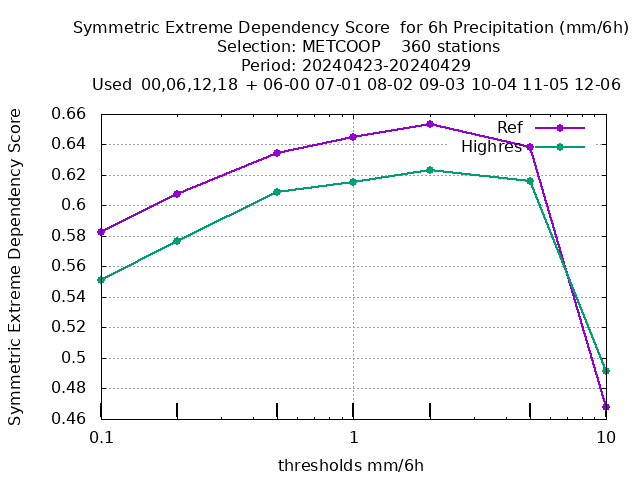 Symmetric Extreme Dependency Score  for 6h Precipitation (mm/6h)
Selection: METCOOP    360 stations
Period: 20240423-20240429
Used  00,06,12,18  + 06-00 07-01 08-02 09-03 10-04 11-05 12-06
Symmetric Extreme Dependency Score
0.66
0.64
0.62
0.6
0.58
0.56
0.54
0.52
0.5
0.48
0.46
Ref
Highres
0.1
1
10
thresholds mm/6h